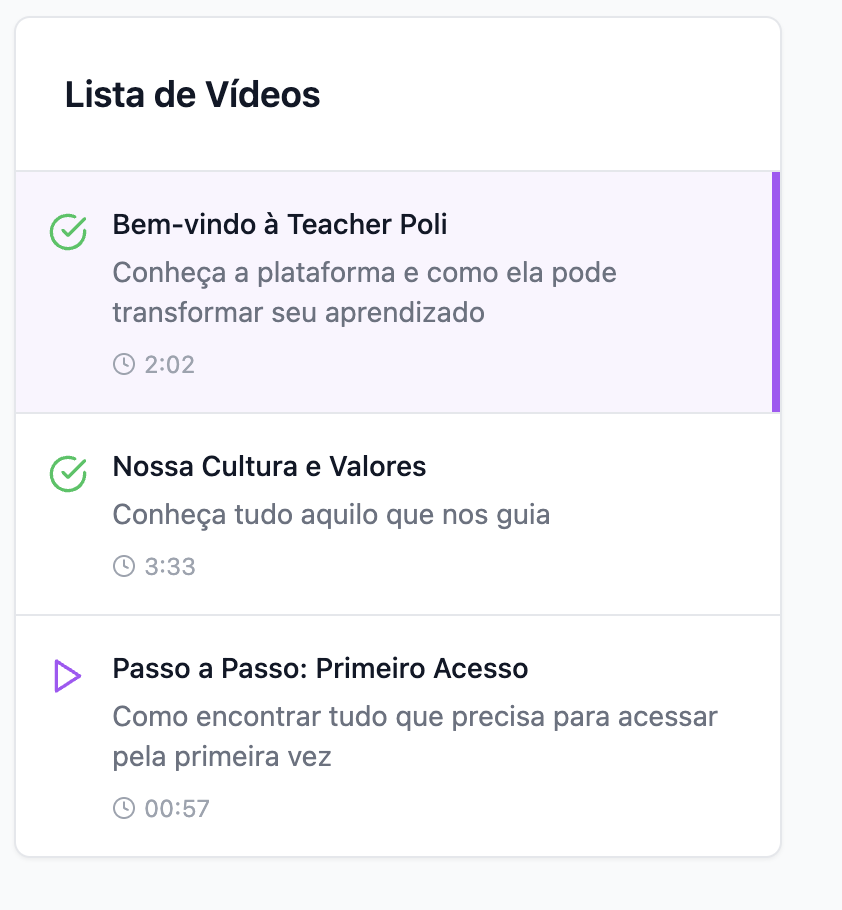 Lista de Vídeos
Bem-vindo à Teacher Poli
Conheça a plataforma e como ela pode
transformar seu aprendizado
2:02
Nossa Cultura e Valores
Conheça tudo aquilo que nos guia
3:33
Passo a Passo: Primeiro Acesso
Como encontrar tudo que precisa para acessar
pela primeira vez
00:57